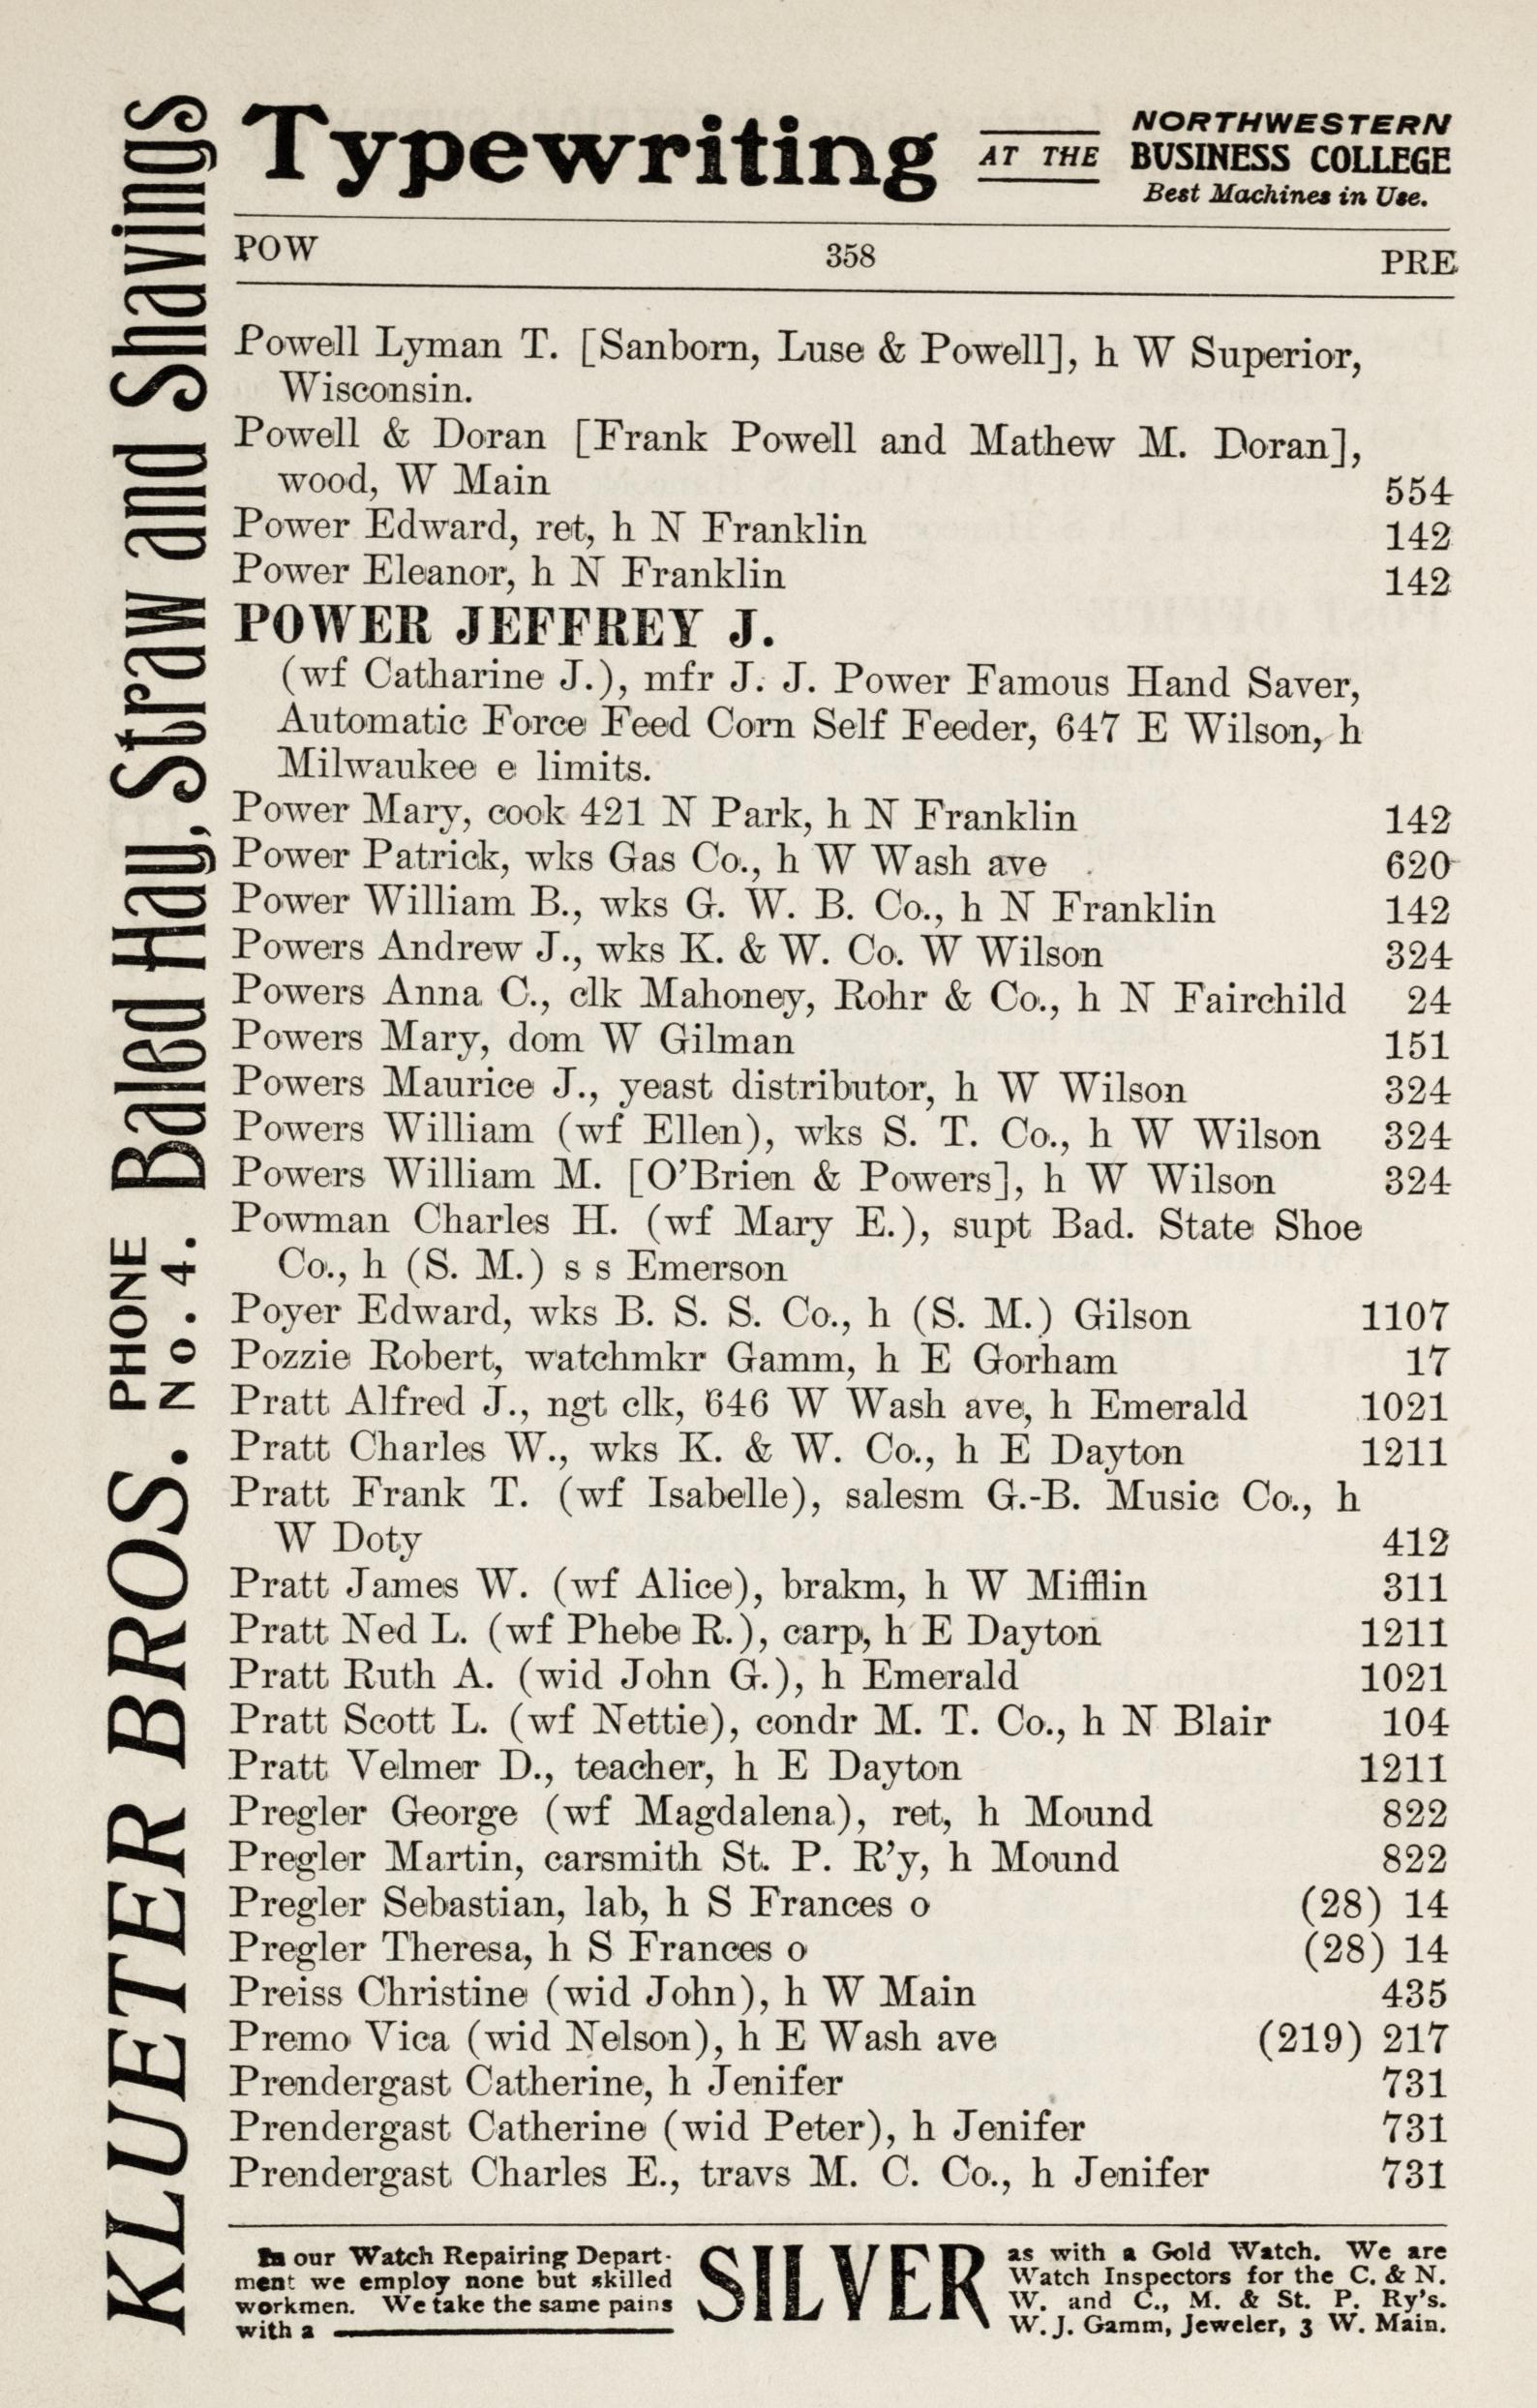 Typewriting AT THE NORTHWESTERN
BUSINESS COLLEGE
Best Machines in Use.
POW 358 PRE
Powell Lyman T. [Sanborn, Luse & Powell], h W Superior,
Wisconsin.
Powell & Doran [Frank Powell and Mathew M. Doran],
wood, W Main 554
Power Edward, ret, h N Franklin 142
Power Eleanor, h N Franklin 142
POWER JEFFREY J.
(wf Catharine J.), mfr J. J. Power Famous Hand Saver,
Automatic Force Feed Corn Self Feeder, 647 E Wilson, h
Milwaukee e limits.
Power Mary, cook 421 N Park, h N Franklin 142
Power Patrick, wks Gas Co., h W Wash ave 620
Power William B., wks G. W. B. Co., h N Franklin 142
Powers Andrew J., wks K. & W. Co. W Wilson 324
Powers Anna C., clk Mahoney, Rohr & Co., h N Fairchild 24
Powers Mary, dom W Gilman 151
Powers Maurice J., yeast distributor, h W Wilson 324
Powers William (wf Ellen), wks S. T. Co., h W Wilson 324
Powers William M. [O'Brien & Powers], h W Wilson 324
Powman Charles H. (wf Mary E.), supt Bad. State Shoe
Co., h (S. M.) s s Emerson
Poyer Edward, wks B. S. S. Co., h (S. M.) Gilson 1107
Pozzie Robert, watchmkr Gamm, h E Gorham 17
Pratt Alfred J., ngt clk, 646 W Wash ave, h Emerald 1021
Pratt Charles W., wks K. & W. Co., h E Dayton 1211
Pratt Frank T. (wf Isabelle), salesm G.-B. Music Co., h
W Doty 412
Pratt James W. (wf Alice), brakm, h W Mifflin 311
Pratt Ned L. (wf Phebe R.), carp, h E Dayton 1211
Pratt Ruth A. (wid John G.), h Emerald 1021
Pratt Scott L. (wf Nettie), condr M. T. Co., h N Blair 104
Pratt Velmer D., teacher, h E Dayton 1211
Pregler George (wf Magdalena), ret, h Mound 822
Pregler Martin, carsmith St. P. R'y, h Mound 822
Pregler Sebastian, lab, h S Frances o (28) 14
Pregler Theresa, h S Frances o (28) 14
Preiss Christine (wid John), h W Main 435
Premo Vica (wid Nelson), h E Wash ave (219) 217
Prendergast Catherine, h Jenifer 731
Prendergast Catherine (wid Peter), h Jenifer 731
Prendergast Charles E., travs M. C. Co., h Jenifer 731
In our Watch Repairing Depart-
ment we employ none but skilled
workmen. We take the same pains
with a
SILVER
as with a Gold Watch. We are
Watch Inspectors for the C. & N.
W. and C., M. & St. P. Ry's.
W. J. Gamm, Jeweler, 3 W. Main.
KLUETER BROS. PHONE No. 4. Baled Hay, Straw and Shavings